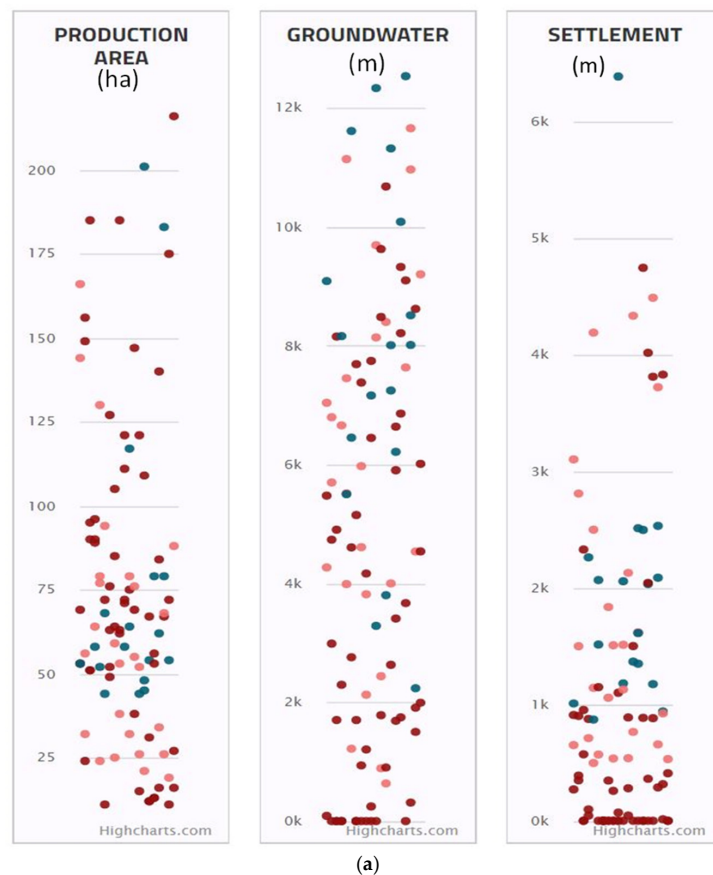 PRODUCTION
AREA
(ha)
200
175
150
125
100
75
50
25
Highcharts.com
GROUNDWATER
(m)
12k
10k
8k
6k
4k
2k
0k
Highcharts.com
SETTLEMENT
(m)
6k
5k
4k
3k
2k
1k
0k
Highcharts.com
(a)